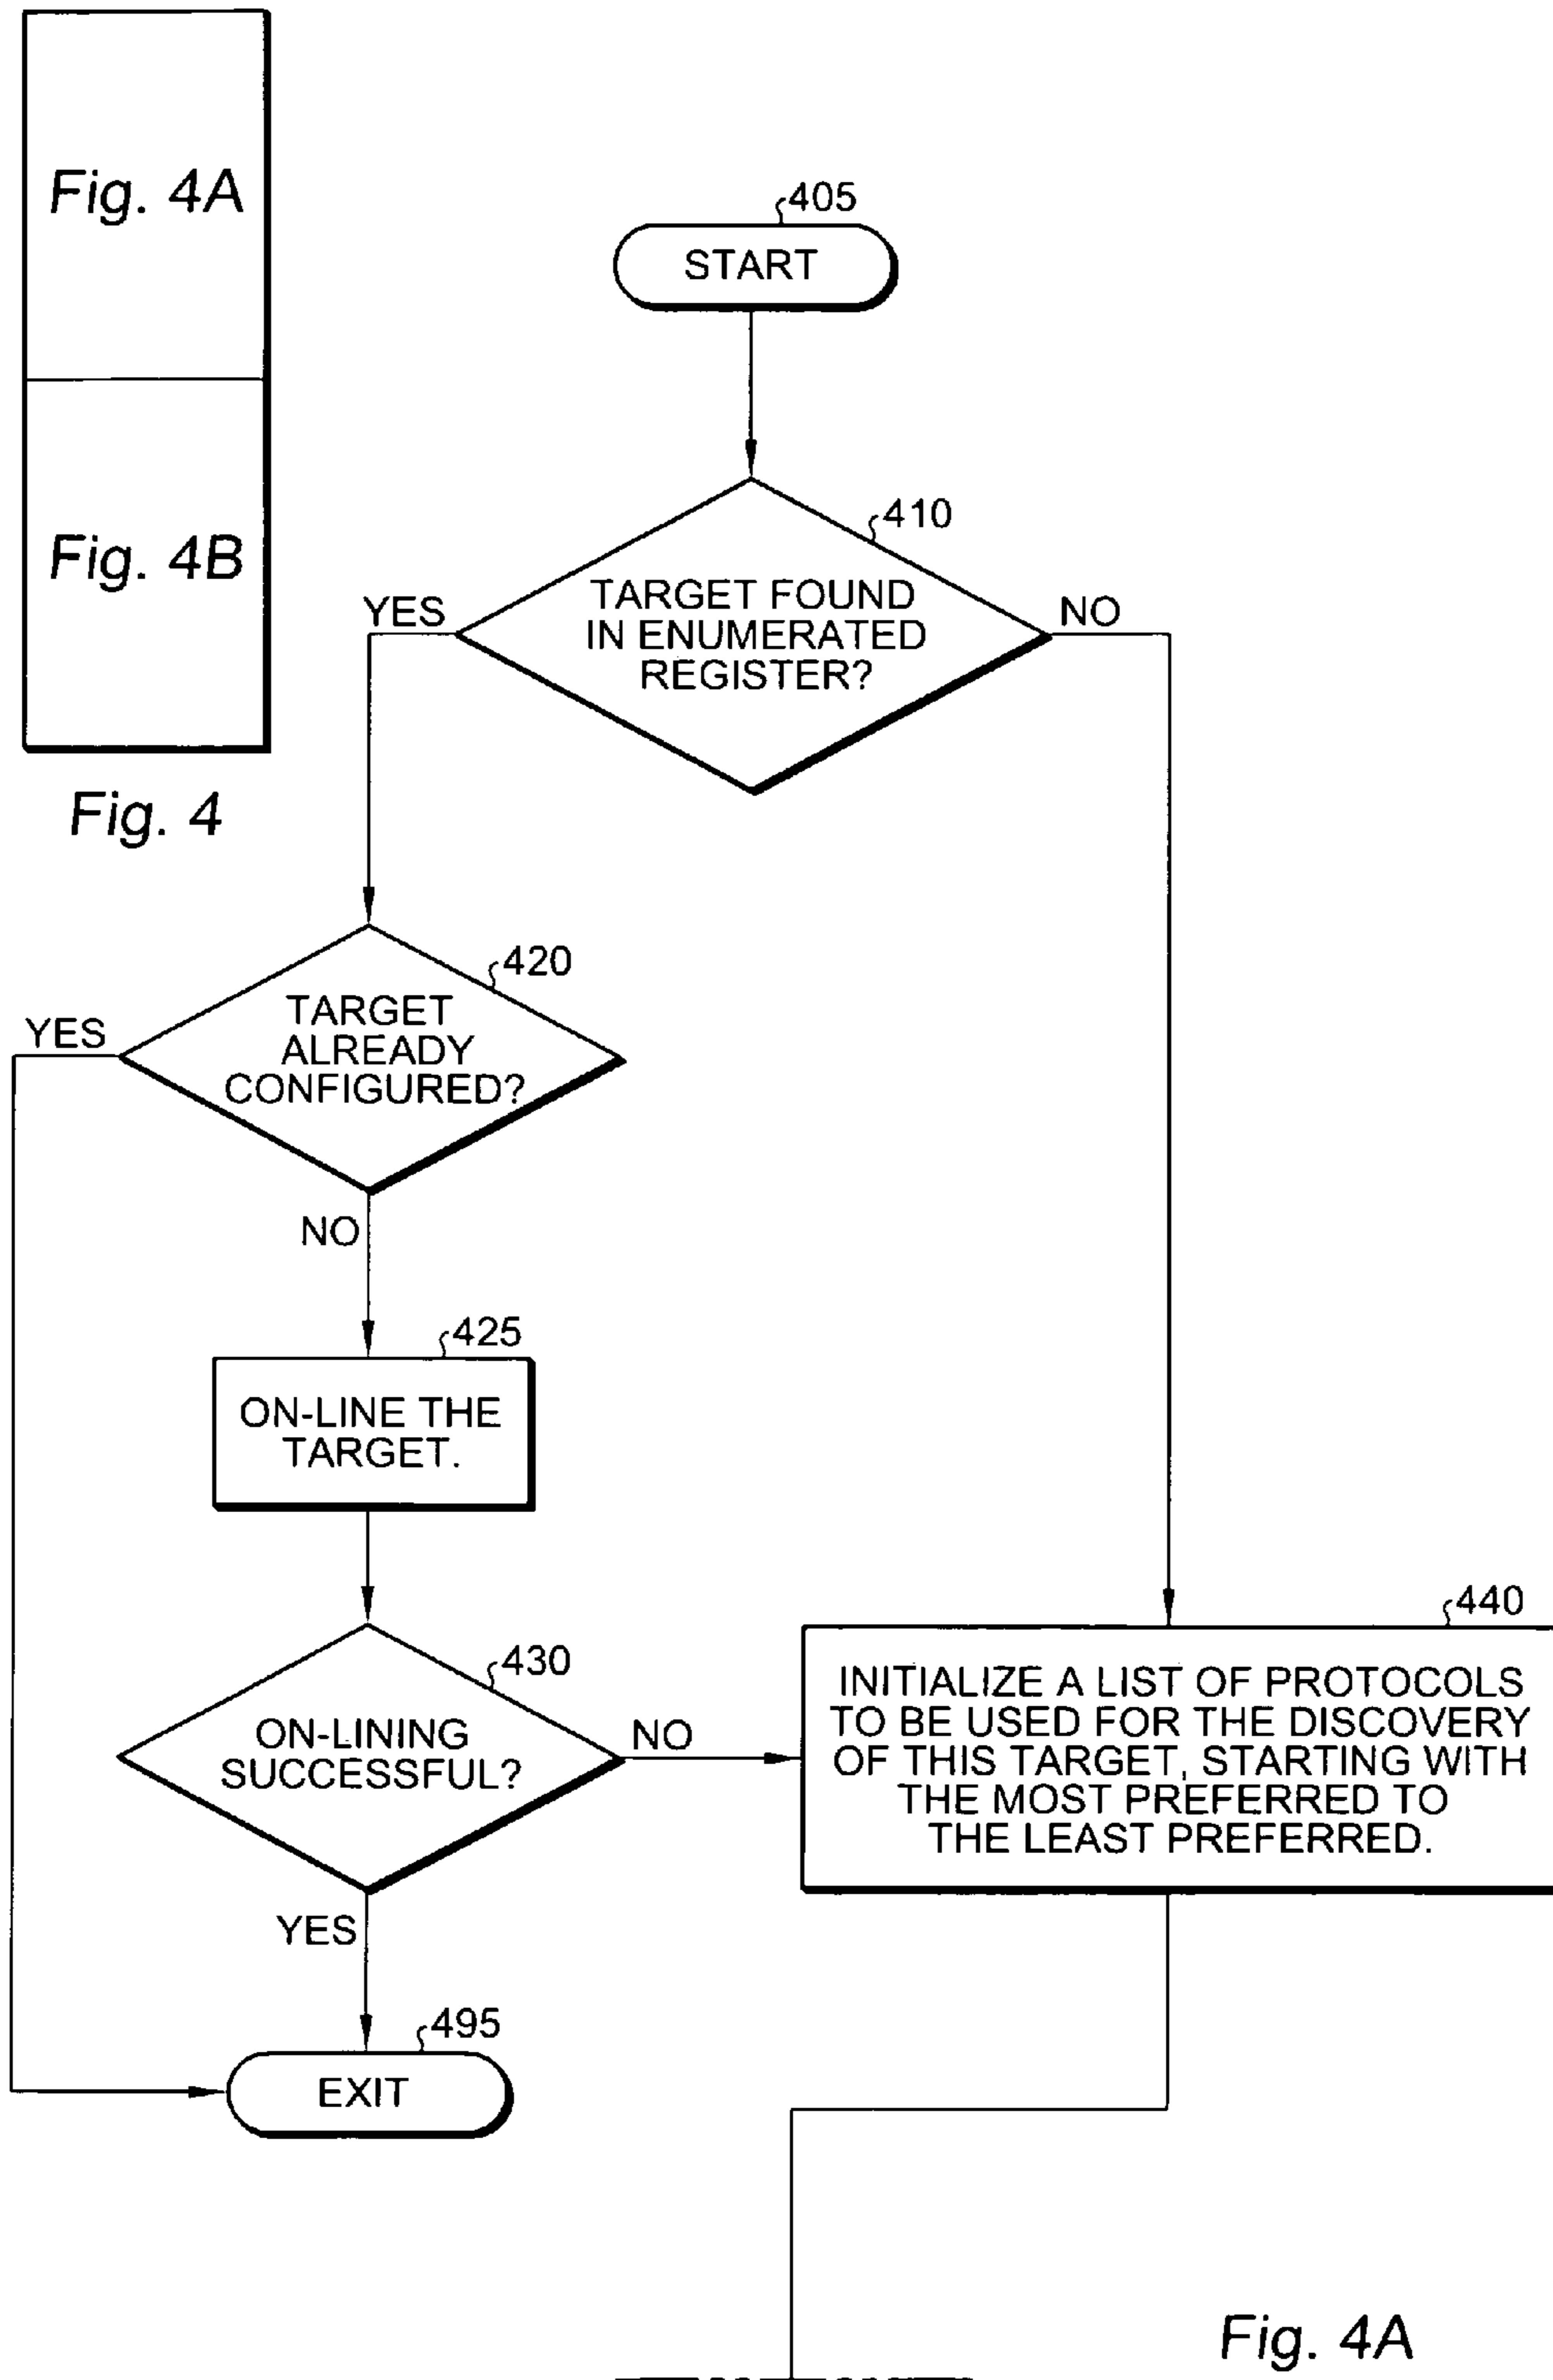 Fig. 4A
Fig. 4B
Fig. 4
405
START
410
TARGET FOUND
IN ENUMERATED
REGISTER?
YES
NO
420
TARGET
ALREADY
CONFIGURED?
YES
NO
425
ON-LINE THE
TARGET.
430
ON-LINING
SUCCESSFUL?
NO
YES
440
INITIALIZE A LIST OF PROTOCOLS
TO BE USED FOR THE DISCOVERY
OF THIS TARGET, STARTING WITH
THE MOST PREFERRED TO
THE LEAST PREFERRED.
495
EXIT
Fig. 4A